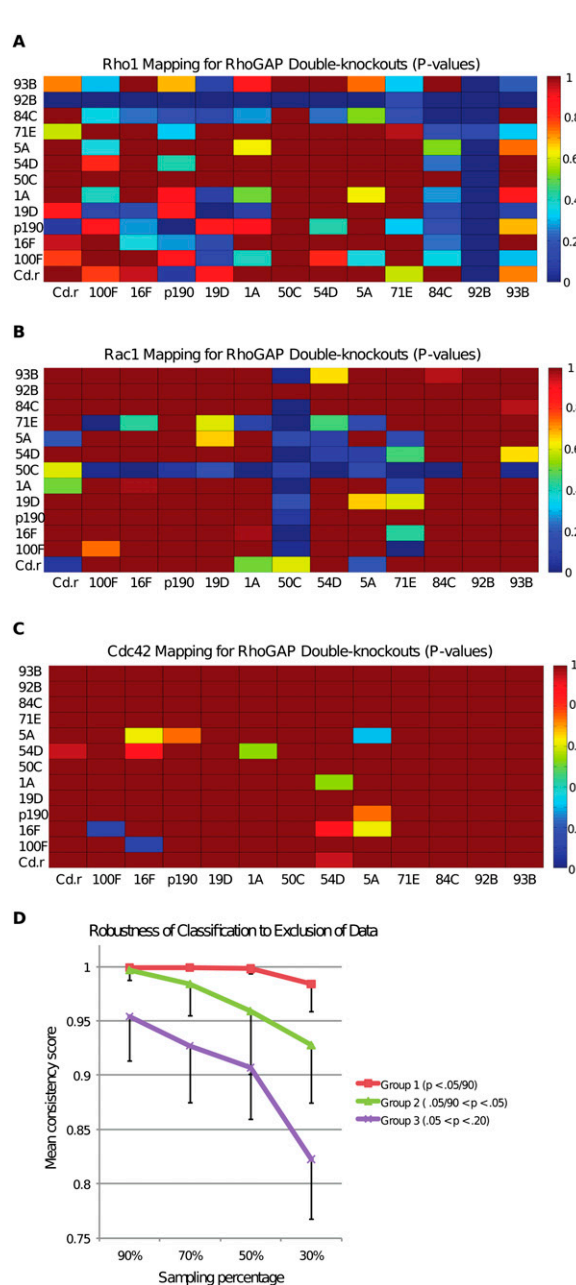 A
Rho1 Mapping for RhoGAP Double-knockouts (P-values)
93B
92B
84C
71E
5A
54D
50C
1A
19D
p190
16F
100F
Cd.r
1
0.8
0.6
0.4
0.2
0
Cd.r 100F 16F p190 19D 1A 50C 54D 5A 71E 84C 92B 93B
B
Rac1 Mapping for RhoGAP Double-knockouts (P-values)
93B
92B
84C
71E
5A
54D
50C
1A
19D
p190
16F
100F
Cd.r
1
0.8
0.6
0.4
0.2
0
Cd.r 100F 16F p190 19D 1A 50C 54D 5A 71E 84C 92B 93B
C
Cdc42 Mapping for RhoGAP Double-knockouts (P-values)
93B
92B
84C
71E
5A
54D
50C
1A
19D
p190
16F
100F
Cd.r
1
0
Cd.r 100F 16F p190 19D 1A 50C 54D 5A 71E 84C 92B 93B
D
Robustness of Classification to Exclusion of Data
Mean consistency score
1
0.95
0.9
0.85
0.8
0.75
90% 70% 50% 30%
Sampling percentage
Group 1 (p < .05/90)
Group 2 ( .05/90 < p < .05)
Group 3 (.05 < p < .20)